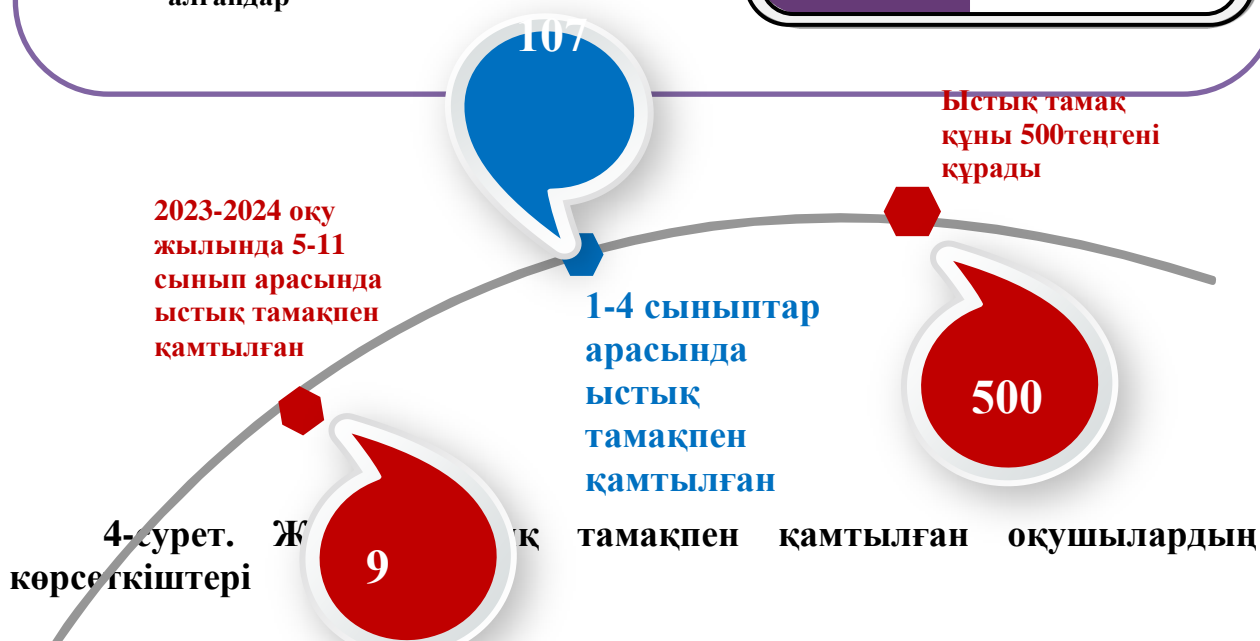 алғандар
107
Ыстық тамақ
құны 500теңгені
құрады
2023-2024 оқу
жылында 5-11
сынып арасында
ыстық тамақпен
қамтылған
1-4 сыныптар
арасында
ыстық
тамақпен
қамтылған
500
4-сурет. тамақпен қамтылған оқушылардың
көрсеткіштері
9